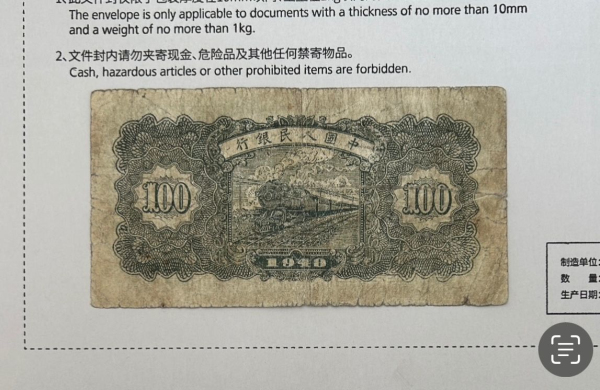 The envelope is only applicable to documents with a thickness of no more than 10mm
and a weight of no more than 1kg.
2、文件封内请勿夹寄现金、危险品及其他任何禁寄物品。
Cash, hazardous articles or other prohibited items are forbidden.
中國人民銀行
100
100
1949
制造单位:
数 量:
生产日期: